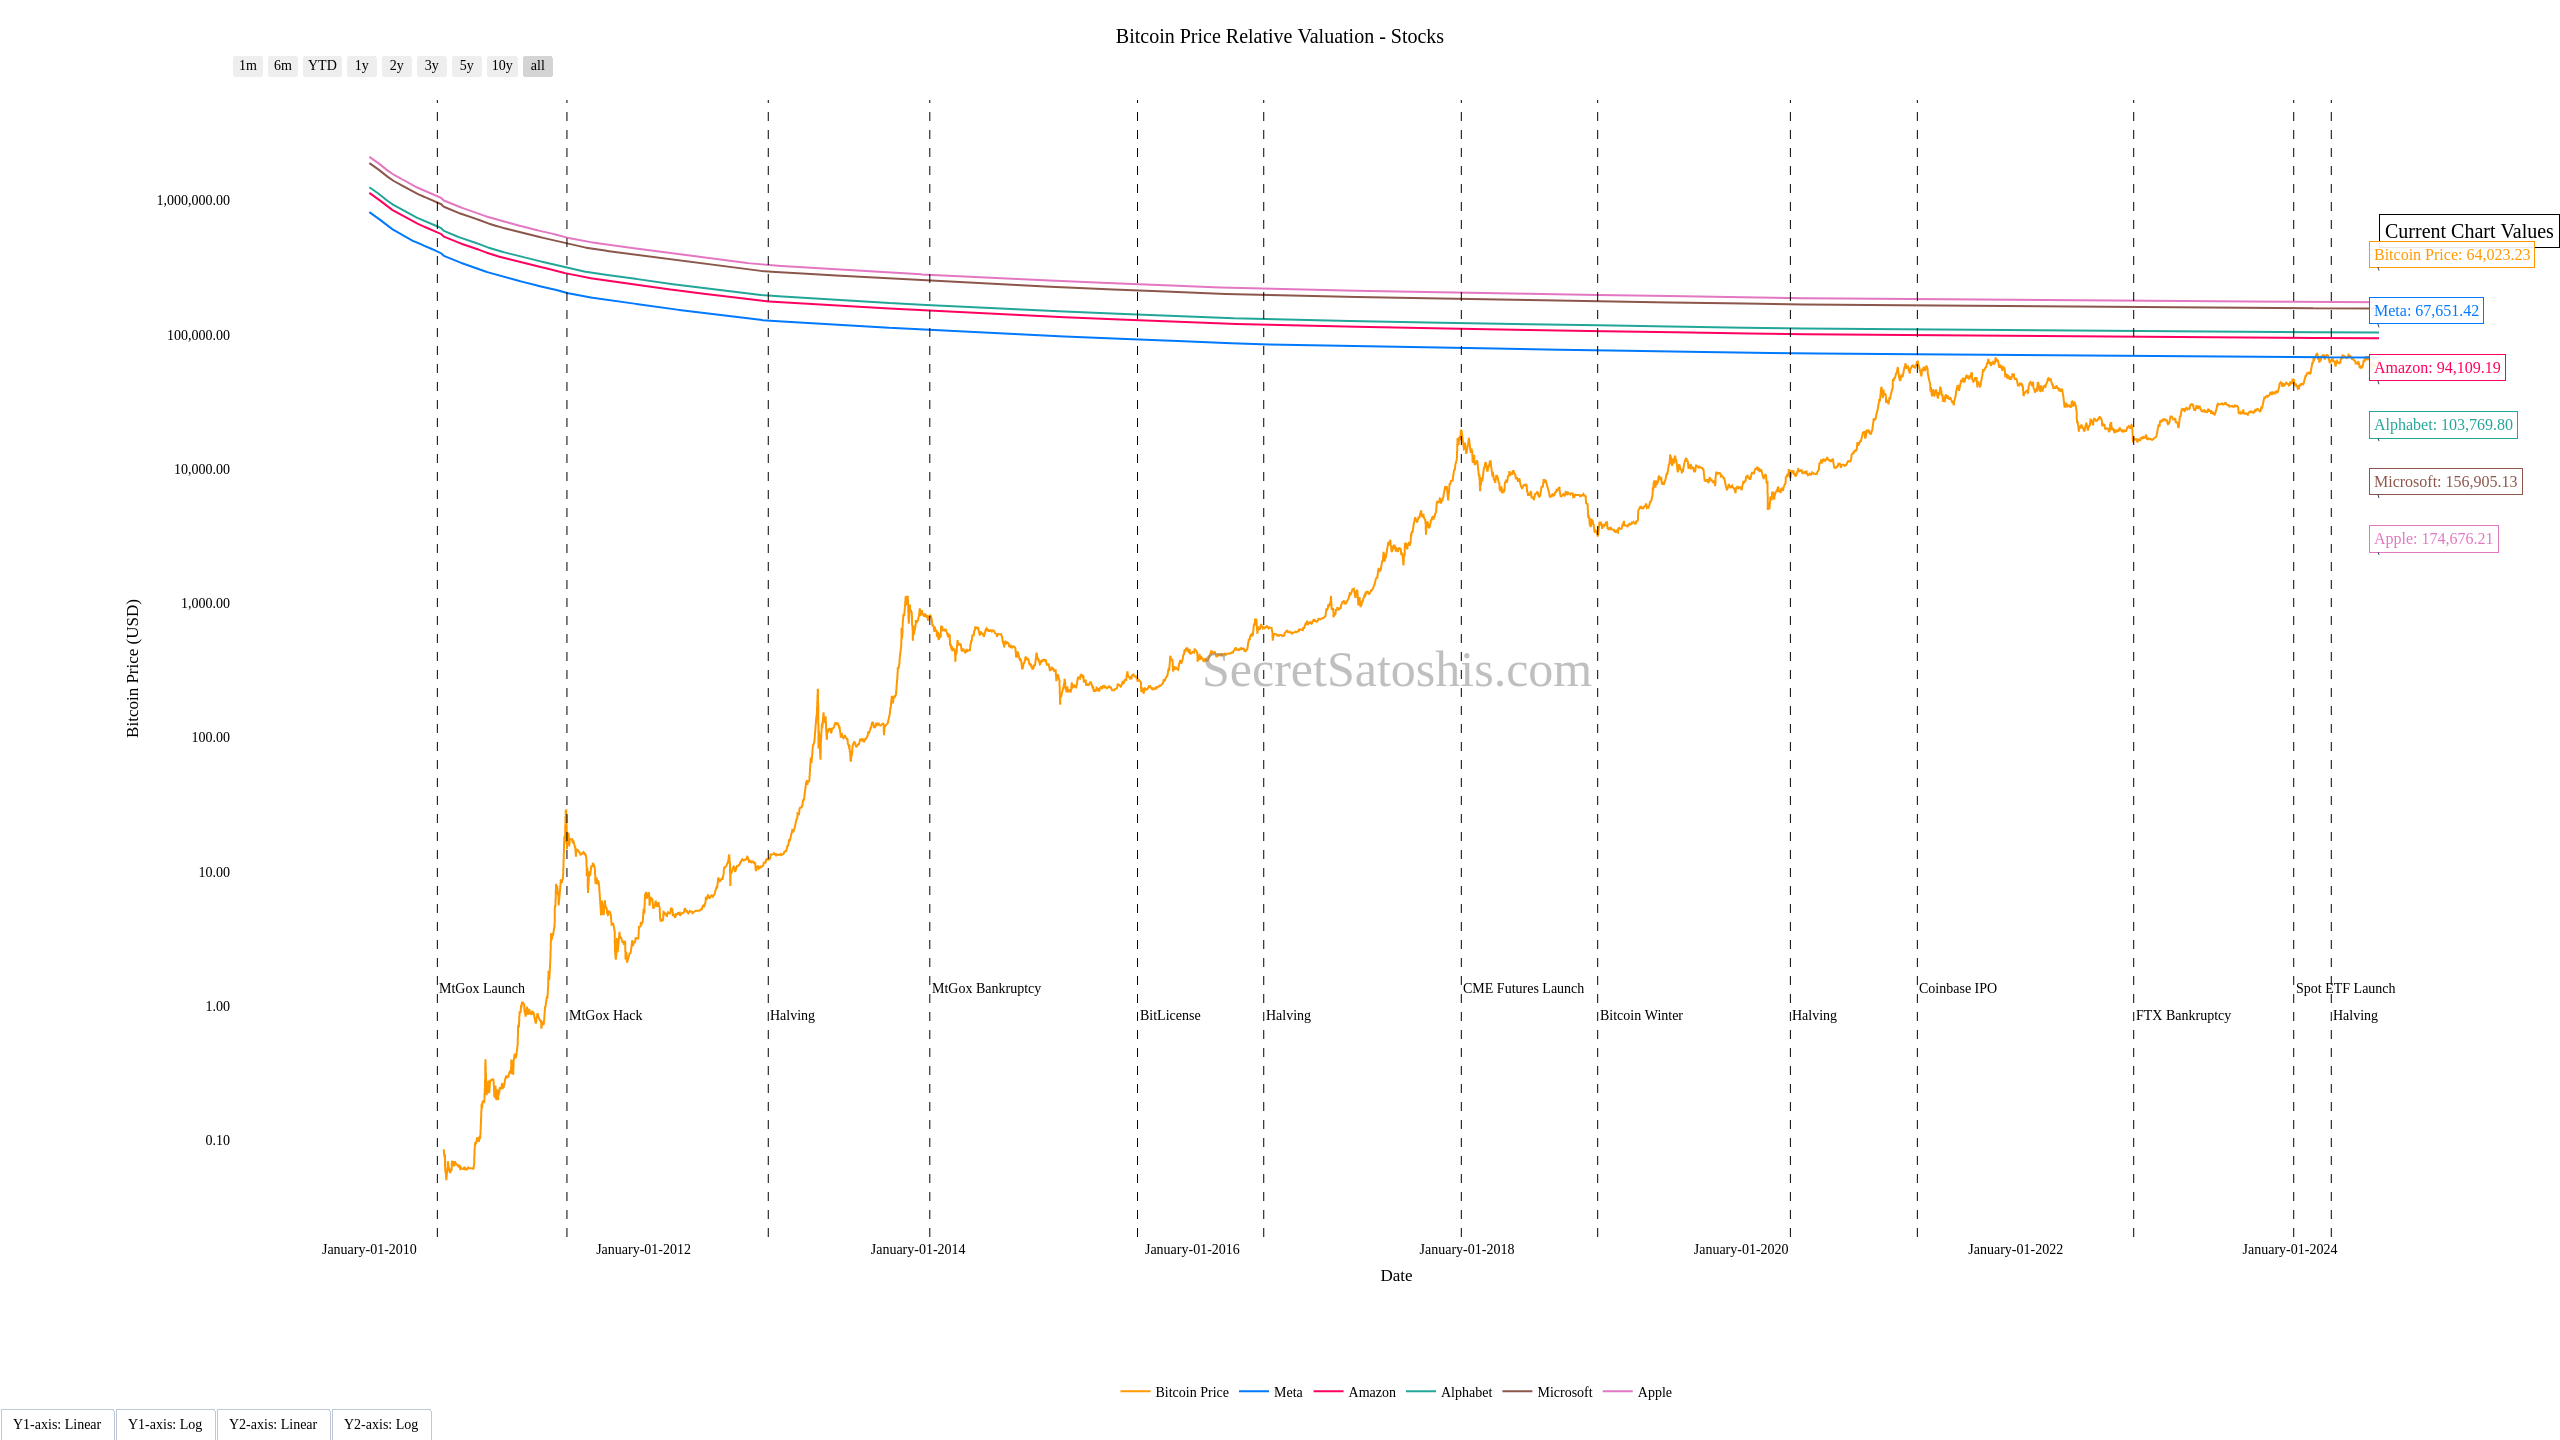 Bitcoin Price Relative Valuation - Stocks
1m 6m YTD 1y 2y 3y 5y 10y all
1,000,000.00
100,000.00
10,000.00
1,000.00
100.00
10.00
1.00
0.10
Bitcoin Price (USD)
Current Chart Values
Bitcoin Price: 64,023.23
Meta: 67,651.42
Amazon: 94,109.19
Alphabet: 103,769.80
Microsoft: 156,905.13
Apple: 174,676.21
SecretSatoshis.com
MtGox Launch
MtGox Hack
Halving
MtGox Bankruptcy
BitLicense
Halving
CME Futures Launch
Bitcoin Winter
Halving
Coinbase IPO
FTX Bankruptcy
Spot ETF Launch
Halving
January-01-2010 January-01-2012 January-01-2014 January-01-2016 January-01-2018 January-01-2020 January-01-2022 January-01-2024
Date
Bitcoin Price Meta Amazon Alphabet Microsoft Apple
Y1-axis: Linear Y1-axis: Log Y2-axis: Linear Y2-axis: Log